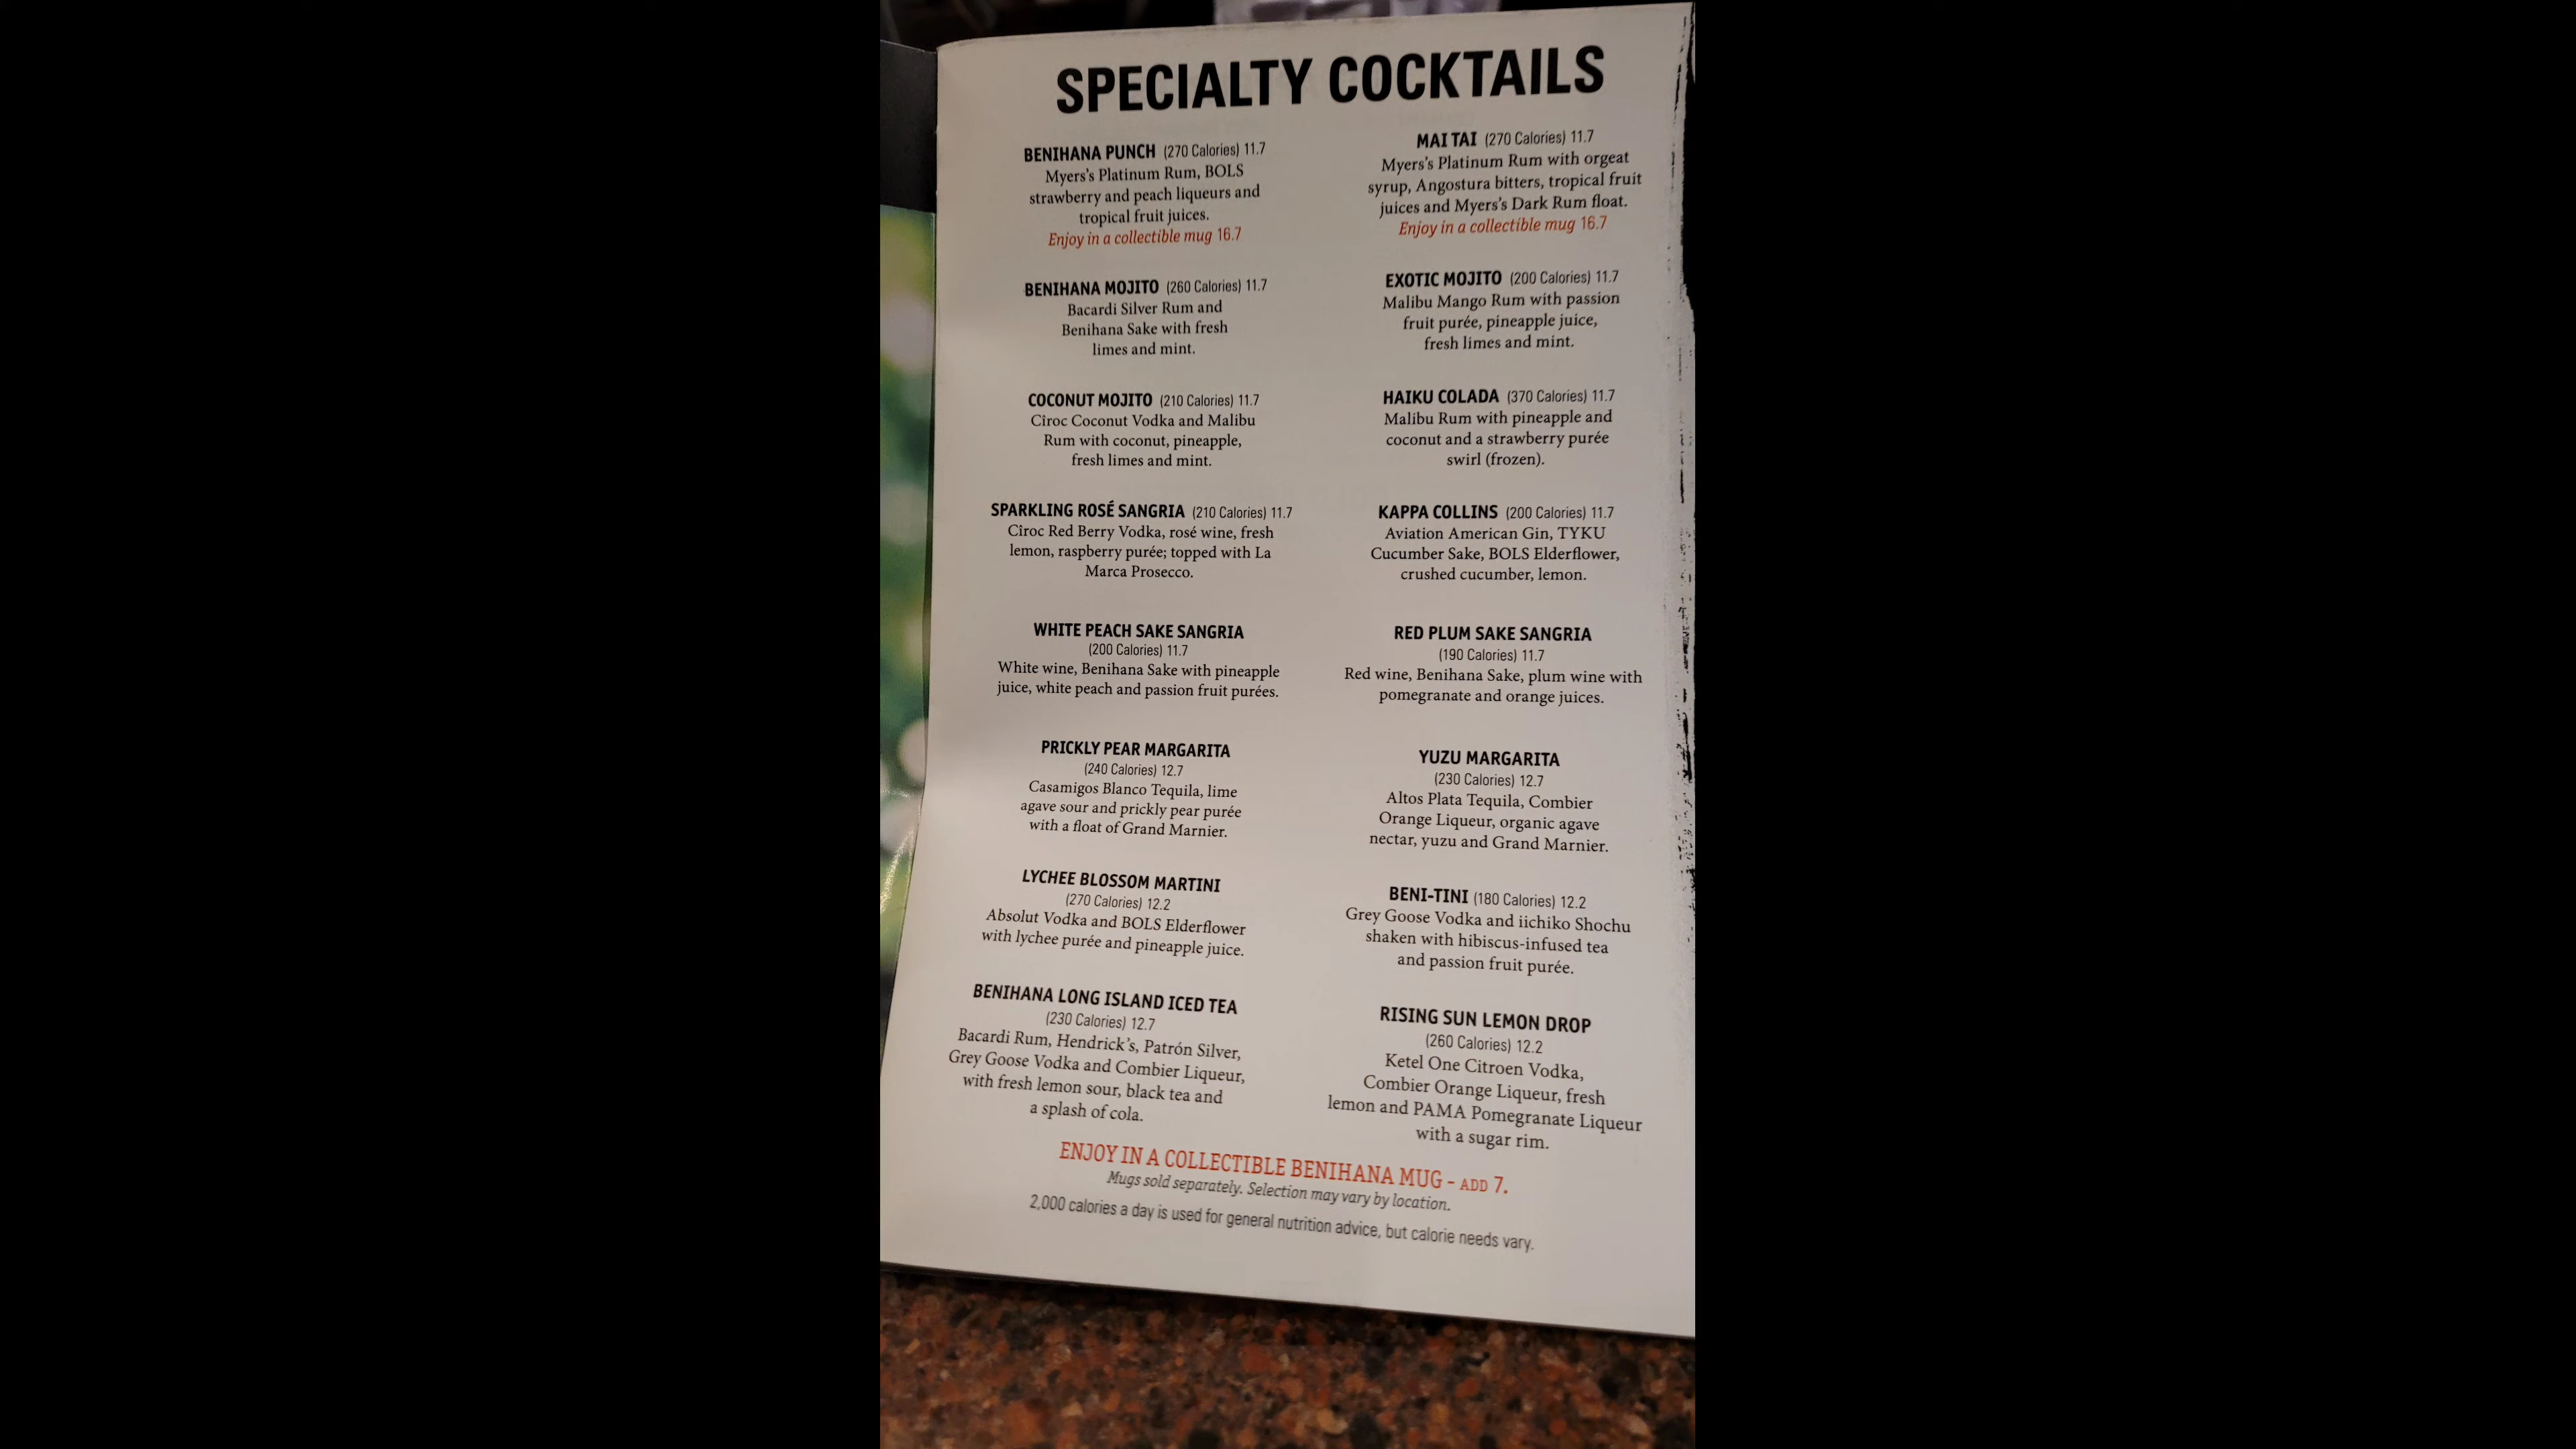 SPECIALTY COCKTAILS
BENIHANA PUNCH (270 Calories) 11.7
Myers's Platinum Rum, BOLS
strawberry and peach liqueurs and
tropical fruit juices.
Enjoy in a collectible mug 16.7
BENIHANA MOJITO (260 Calories) 11.7
Bacardi Silver Rum and
Benihana Sake with fresh
limes and mint.
COCONUT MOJITO (210 Calories) 11.7
Cîroc Coconut Vodka and Malibu
Rum with coconut, pineapple,
fresh limes and mint.
SPARKLING ROSÉ SANGRIA (210 Calories) 11.7
Cîroc Red Berry Vodka, rosé wine, fresh
lemon, raspberry purée; topped with La
Marca Prosecco.
WHITE PEACH SAKE SANGRIA
(200 Calories) 11.7
White wine, Benihana Sake with pineapple
juice, white peach and passion fruit purées.
PRICKLY PEAR MARGARITA
(240 Calories) 12.7
Casamigos Blanco Tequila, lime
agave sour and prickly pear purée
with a float of Grand Marnier.
LYCHEE BLOSSOM MARTINI
(270 Calories) 12.2
Absolut Vodka and BOLS Elderflower
with lychee purée and pineapple juice.
BENIHANA LONG ISLAND ICED TEA
(230 Calories) 12.7
Bacardi Rum, Hendrick's, Patrón Silver,
Grey Goose Vodka and Combier Liqueur,
with fresh lemon sour, black tea and
a splash of cola.
MAI TAI (270 Calories) 11.7
Myers's Platinum Rum with orgeat
syrup, Angostura bitters, tropical fruit
juices and Myers's Dark Rum float.
Enjoy in a collectible mug 16.7
EXOTIC MOJITO (200 Calories) 11.7
Malibu Mango Rum with passion
fruit purée, pineapple juice,
fresh limes and mint.
HAIKU COLADA (370 Calories) 11.7
Malibu Rum with pineapple and
coconut and a strawberry purée
swirl (frozen).
KAPPA COLLINS (200 Calories) 11.7
Aviation American Gin, TYKU
Cucumber Sake, BOLS Elderflower,
crushed cucumber, lemon.
RED PLUM SAKE SANGRIA
(190 Calories) 11.7
Red wine, Benihana Sake, plum wine with
pomegranate and orange juices.
YUZU MARGARITA
(230 Calories) 12.7
Altos Plata Tequila, Combier
Orange Liqueur, organic agave
nectar, yuzu and Grand Marnier.
BENI-TINI (180 Calories) 12.2
Grey Goose Vodka and iichiko Shochu
shaken with hibiscus-infused tea
and passion fruit purée.
RISING SUN LEMON DROP
(260 Calories) 12.2
Ketel One Citroen Vodka,
Combier Orange Liqueur, fresh
lemon and PAMA Pomegranate Liqueur
with a sugar rim.
ENJOY IN A COLLECTIBLE BENIHANA MUG - ADD 7.
Mugs sold separately. Selection may vary by location.
2,000 calories a day is used for general nutrition advice, but calorie needs vary.